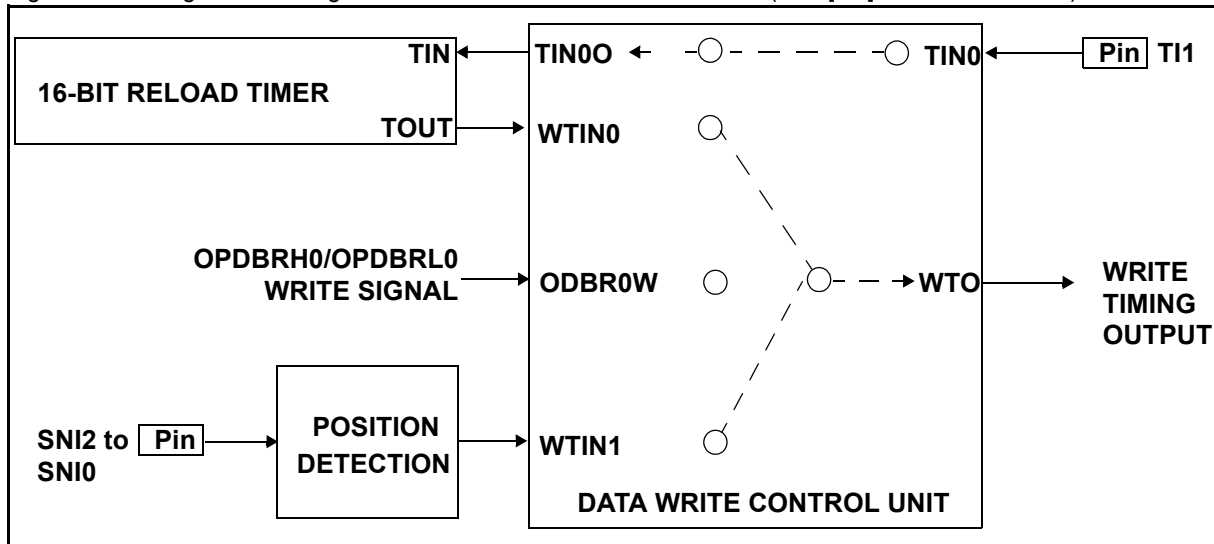 TIN
TIN0O
TIN0
Pin TI1
16-BIT RELOAD TIMER
TOUT
WTIN0
OPDBRH0/OPDBRL0
WRITE SIGNAL
ODBR0W
WTO
WRITE
TIMING
OUTPUT
SNI2 to Pin
SNI0
POSITION
DETECTION
WTIN1
DATA WRITE CONTROL UNIT